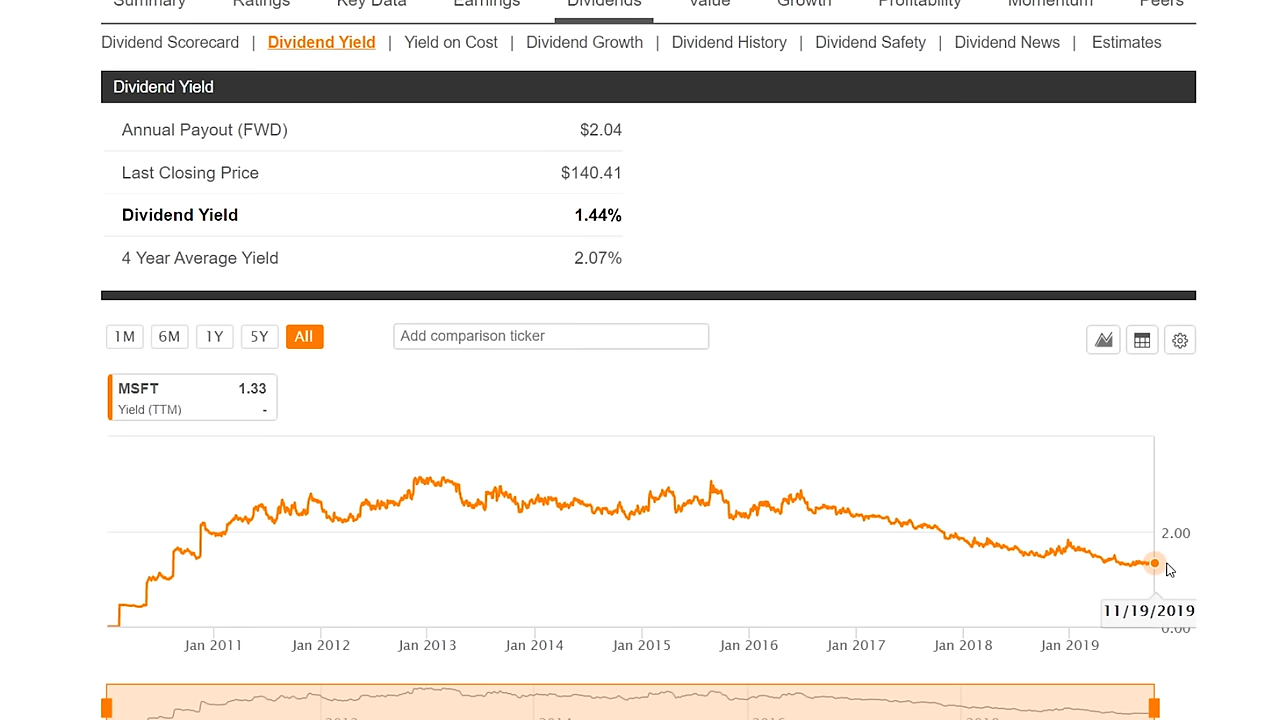 Summary Ratings Key Data Earnings Dividends Value Growth Profitability Momentum Peers
Dividend Scorecard | Dividend Yield | Yield on Cost | Dividend Growth | Dividend History | Dividend Safety | Dividend News | Estimates
Dividend Yield
Annual Payout (FWD) $2.04
Last Closing Price $140.41
Dividend Yield 1.44%
4 Year Average Yield 2.07%
1M 6M 1Y 5Y All Add comparison ticker
MSFT 1.33
Yield (TTM) -
2.00
11/19/2019
0.00
Jan 2011 Jan 2012 Jan 2013 Jan 2014 Jan 2015 Jan 2016 Jan 2017 Jan 2018 Jan 2019
2012 2014 2016 2018